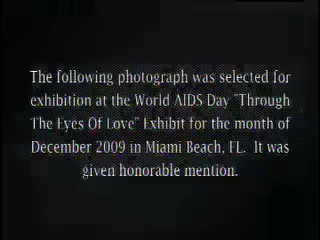 The following photograph was selected for
exhibition at the World AIDS Day "Through
The Eyes Of Love" Exhibit for the month of
December 2009 in Miami Beach, FL. It was
given honorable mention.